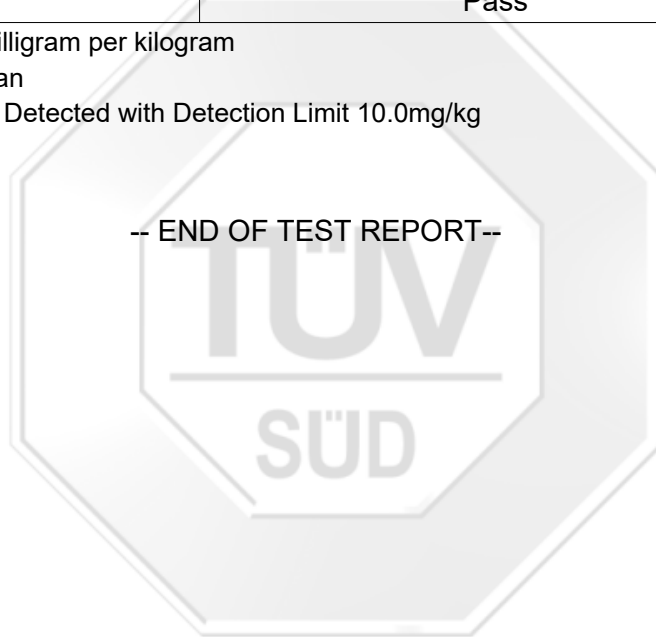 Pass
illigram per kilogram
an
Detected with Detection Limit 10.0mg/kg
-- END OF TEST REPORT--
TÜV
SÜD